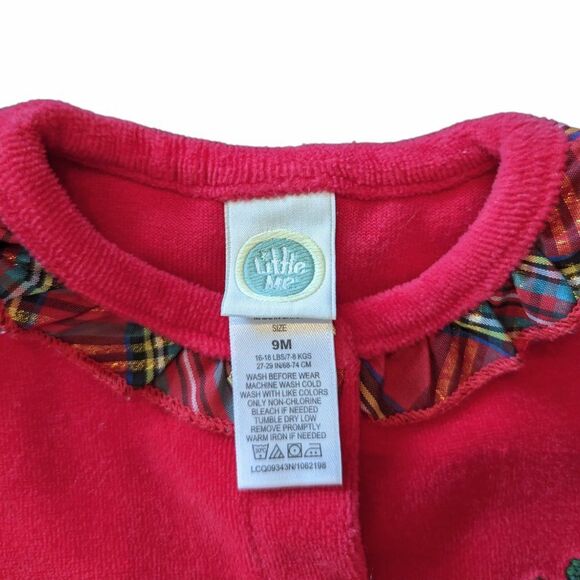 Little
Me
SIZE
9M
16-18 LBS/7-8 KGS
27-29 IN/68-74 CM
WASH BEFORE WEAR
MACHINE WASH COLD
WASH WITH LIKE COLORS
ONLY NON-CHLORINE
BLEACH IF NEEDED
TUMBLE DRY LOW
REMOVE PROMPTLY
WARM IRON IF NEEDED
LCQ09343N/1062198